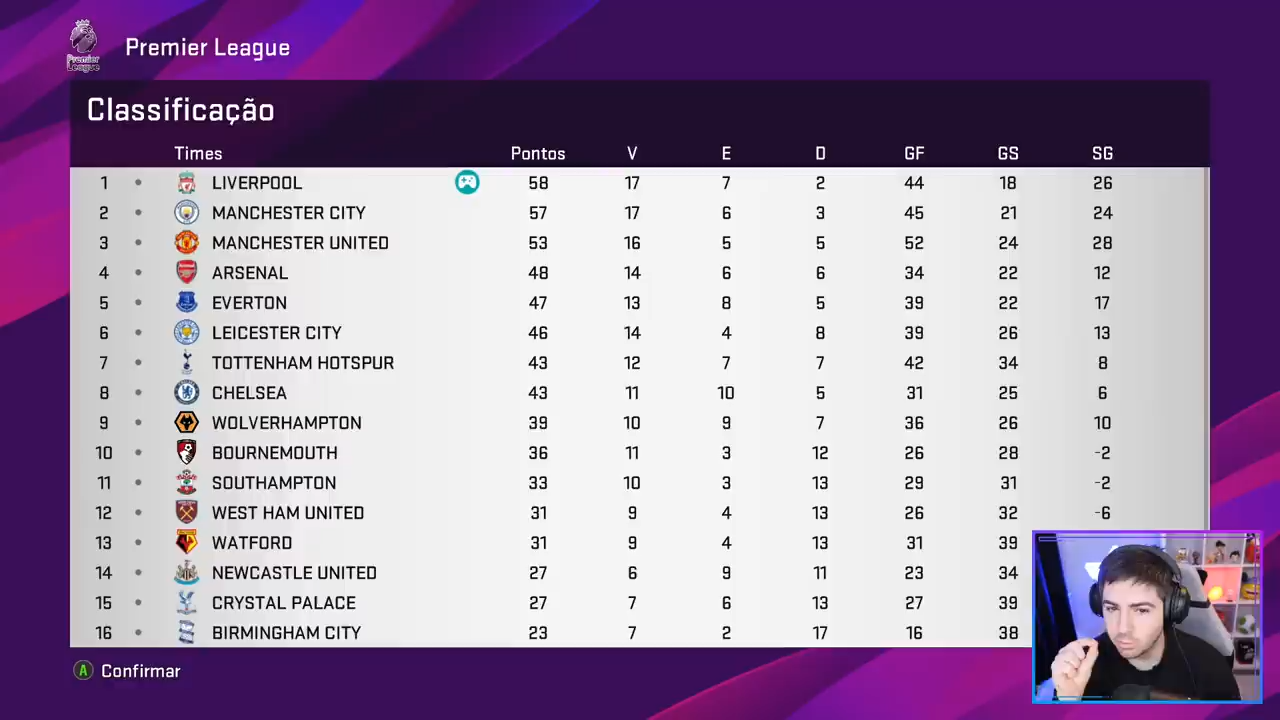 Premier League
Premier League
Classificação
Times Pontos V E D GF GS SG
1 LIVERPOOL 58 17 7 2 44 18 26
2 MANCHESTER CITY 57 17 6 3 45 21 24
3 MANCHESTER UNITED 53 16 5 5 52 24 28
4 ARSENAL 48 14 6 6 34 22 12
5 EVERTON 47 13 8 5 39 22 17
6 LEICESTER CITY 46 14 4 8 39 26 13
7 TOTTENHAM HOTSPUR 43 12 7 7 42 34 8
8 CHELSEA 43 11 10 5 31 25 6
9 WOLVERHAMPTON 39 10 9 7 36 26 10
10 BOURNEMOUTH 36 11 3 12 26 28 -2
11 SOUTHAMPTON 33 10 3 13 29 31 -2
12 WEST HAM UNITED 31 9 4 13 26 32 -6
13 WATFORD 31 9 4 13 31 39
14 NEWCASTLE UNITED 27 6 9 11 23 34
15 CRYSTAL PALACE 27 7 6 13 27 39
16 BIRMINGHAM CITY 23 7 2 17 16 38
A Confirmar